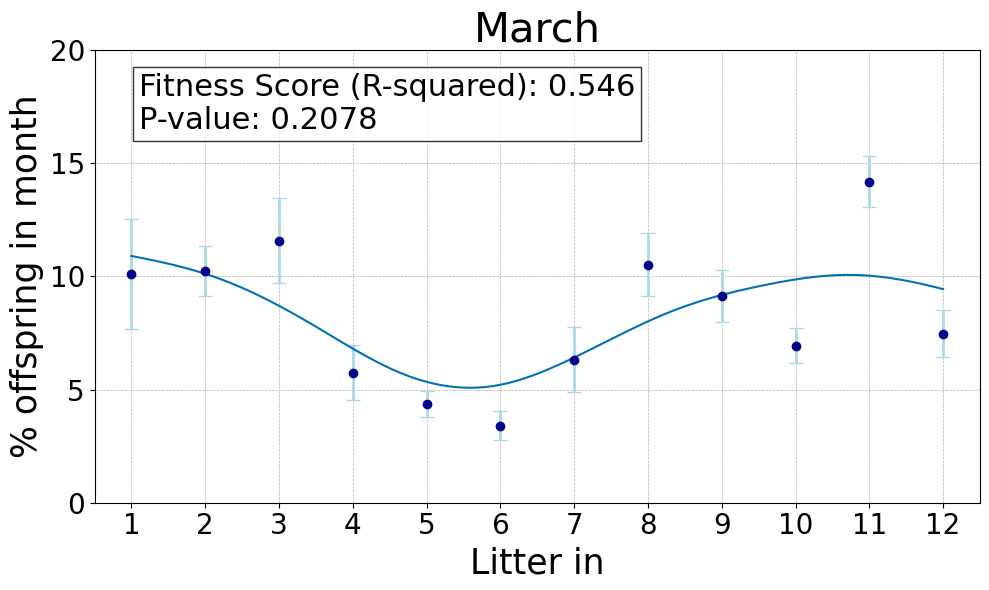 March
Fitness Score (R-squared): 0.546
P-value: 0.2078
% offspring in month
20
15
10
5
0
1 2 3 4 5 6 7 8 9 10 11 12
Litter in